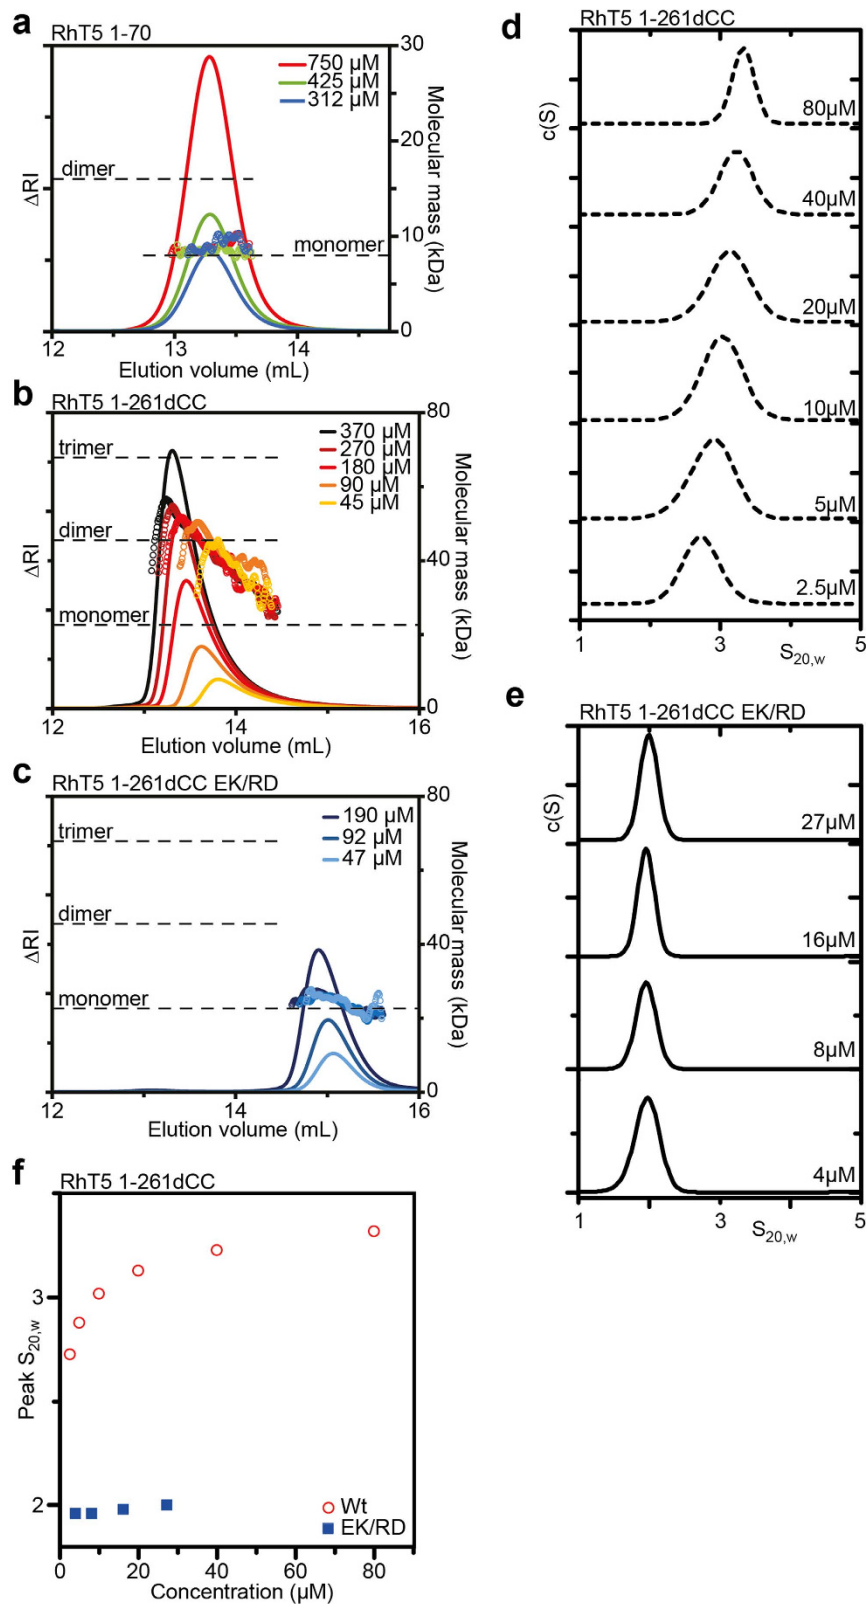 a
RhT5 1-70
30
20
10
0
750 µM
425 µM
312 µM
dimer
monomer
ΔRI
Molecular mass (kDa)
12
13
14
Elution volume (mL)
b
RhT5 1-261dCC
80
40
0
370 µM
270 µM
180 µM
90 µM
45 µM
trimer
dimer
monomer
ΔRI
Molecular mass (kDa)
12
14
16
Elution volume (mL)
c
RhT5 1-261dCC EK/RD
80
40
0
190 µM
92 µM
47 µM
trimer
dimer
monomer
ΔRI
Molecular mass (kDa)
12
14
16
Elution volume (mL)
d
RhT5 1-261dCC
c(S)
80µM
40µM
20µM
10µM
5µM
2.5µM
1
3
5
S20,w
e
RhT5 1-261dCC EK/RD
c(S)
27µM
16µM
8µM
4µM
1
3
5
S20,w
f
RhT5 1-261dCC
3
2
Peak S20,w
Wt
EK/RD
0
20
40
60
80
Concentration (µM)